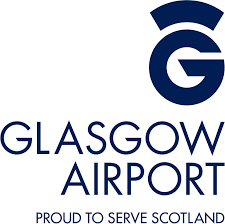 G
GLASGOW
AIRPORT
PROUD TO SERVE SCOTLAND